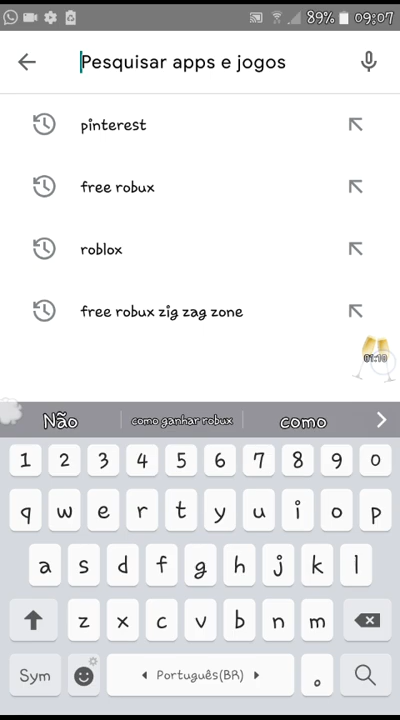 89% 09:07
Pesquisar apps e jogos
pinterest
free robux
roblox
free robux zig zag zone
01:10
Não como ganhar robux como
1 2 3 4 5 6 7 8 9 0
q w e r t y u i o p
a s d f g h j k l
z x c v b n m
Sym Português(BR) .